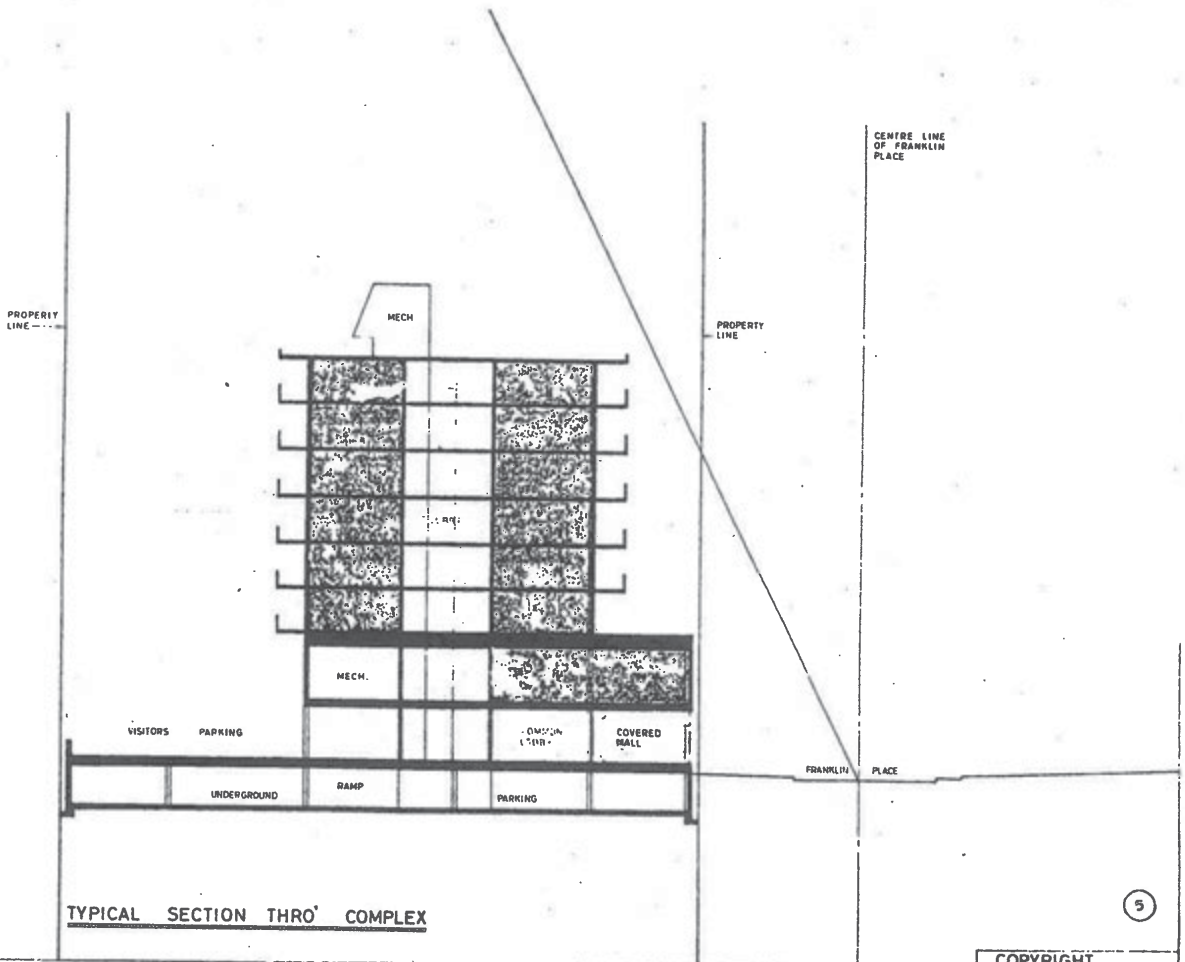 CENTRE LINE
OF FRANKLIN
PLACE
PROPERTY
LINE
MECH
PROPERTY
LINE
MECH.
VISITORS PARKING
COVERED
MALL
FRANKLIN PLACE
RAMP
UNDERGROUND
PARKING
TYPICAL SECTION THRO' COMPLEX
5
COPYRIGHT